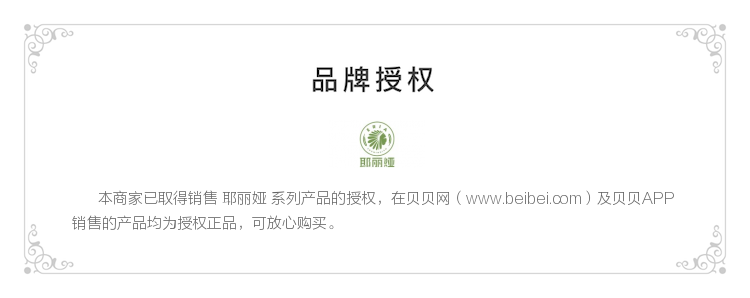 品牌授权
YELIYA
耶丽娅
本商家已取得销售 耶丽娅 系列产品的授权，在贝贝网（www.beibei.com）及贝贝APP
销售的产品均为授权正品，可放心购买。